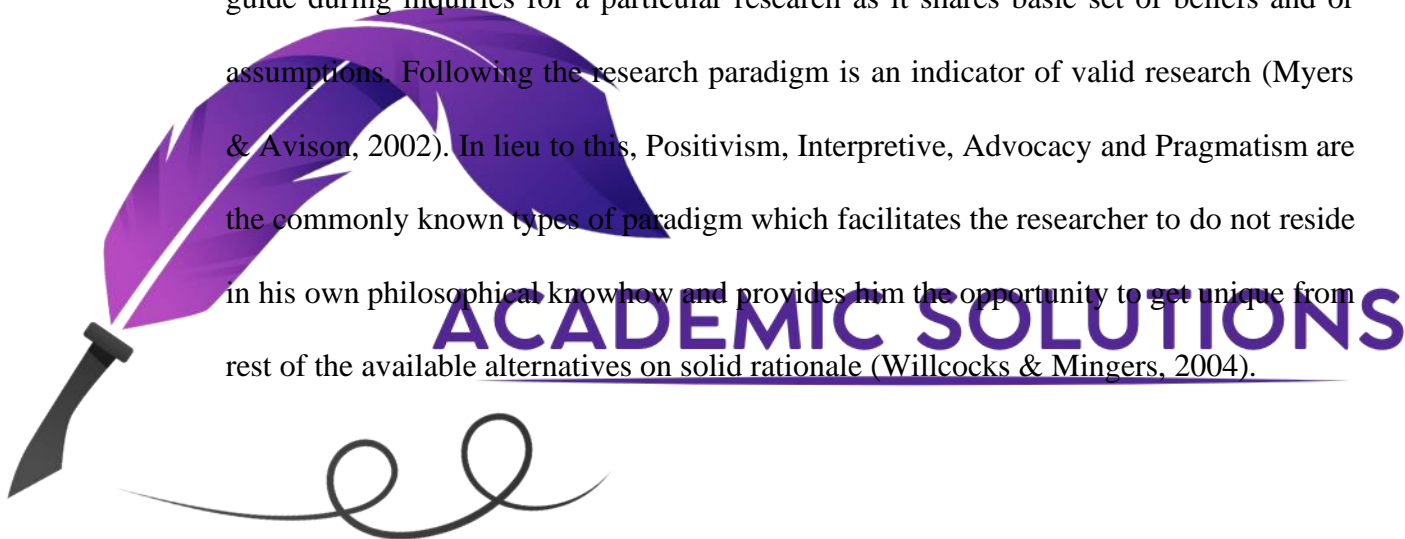 guide during inquiries for a particular research as it shares basic set of beliefs and or
assumptions. Following the research paradigm is an indicator of valid research (Myers
& Avison, 2002). In lieu to this, Positivism, Interpretive, Advocacy and Pragmatism are
the commonly known types of paradigm which facilitates the researcher to do not reside
in his own philosophical knowhow and provides him the opportunity to get unique from
ACADEMIC SOLUTIONS
rest of the available alternatives on solid rationale (Willcocks & Mingers, 2004).